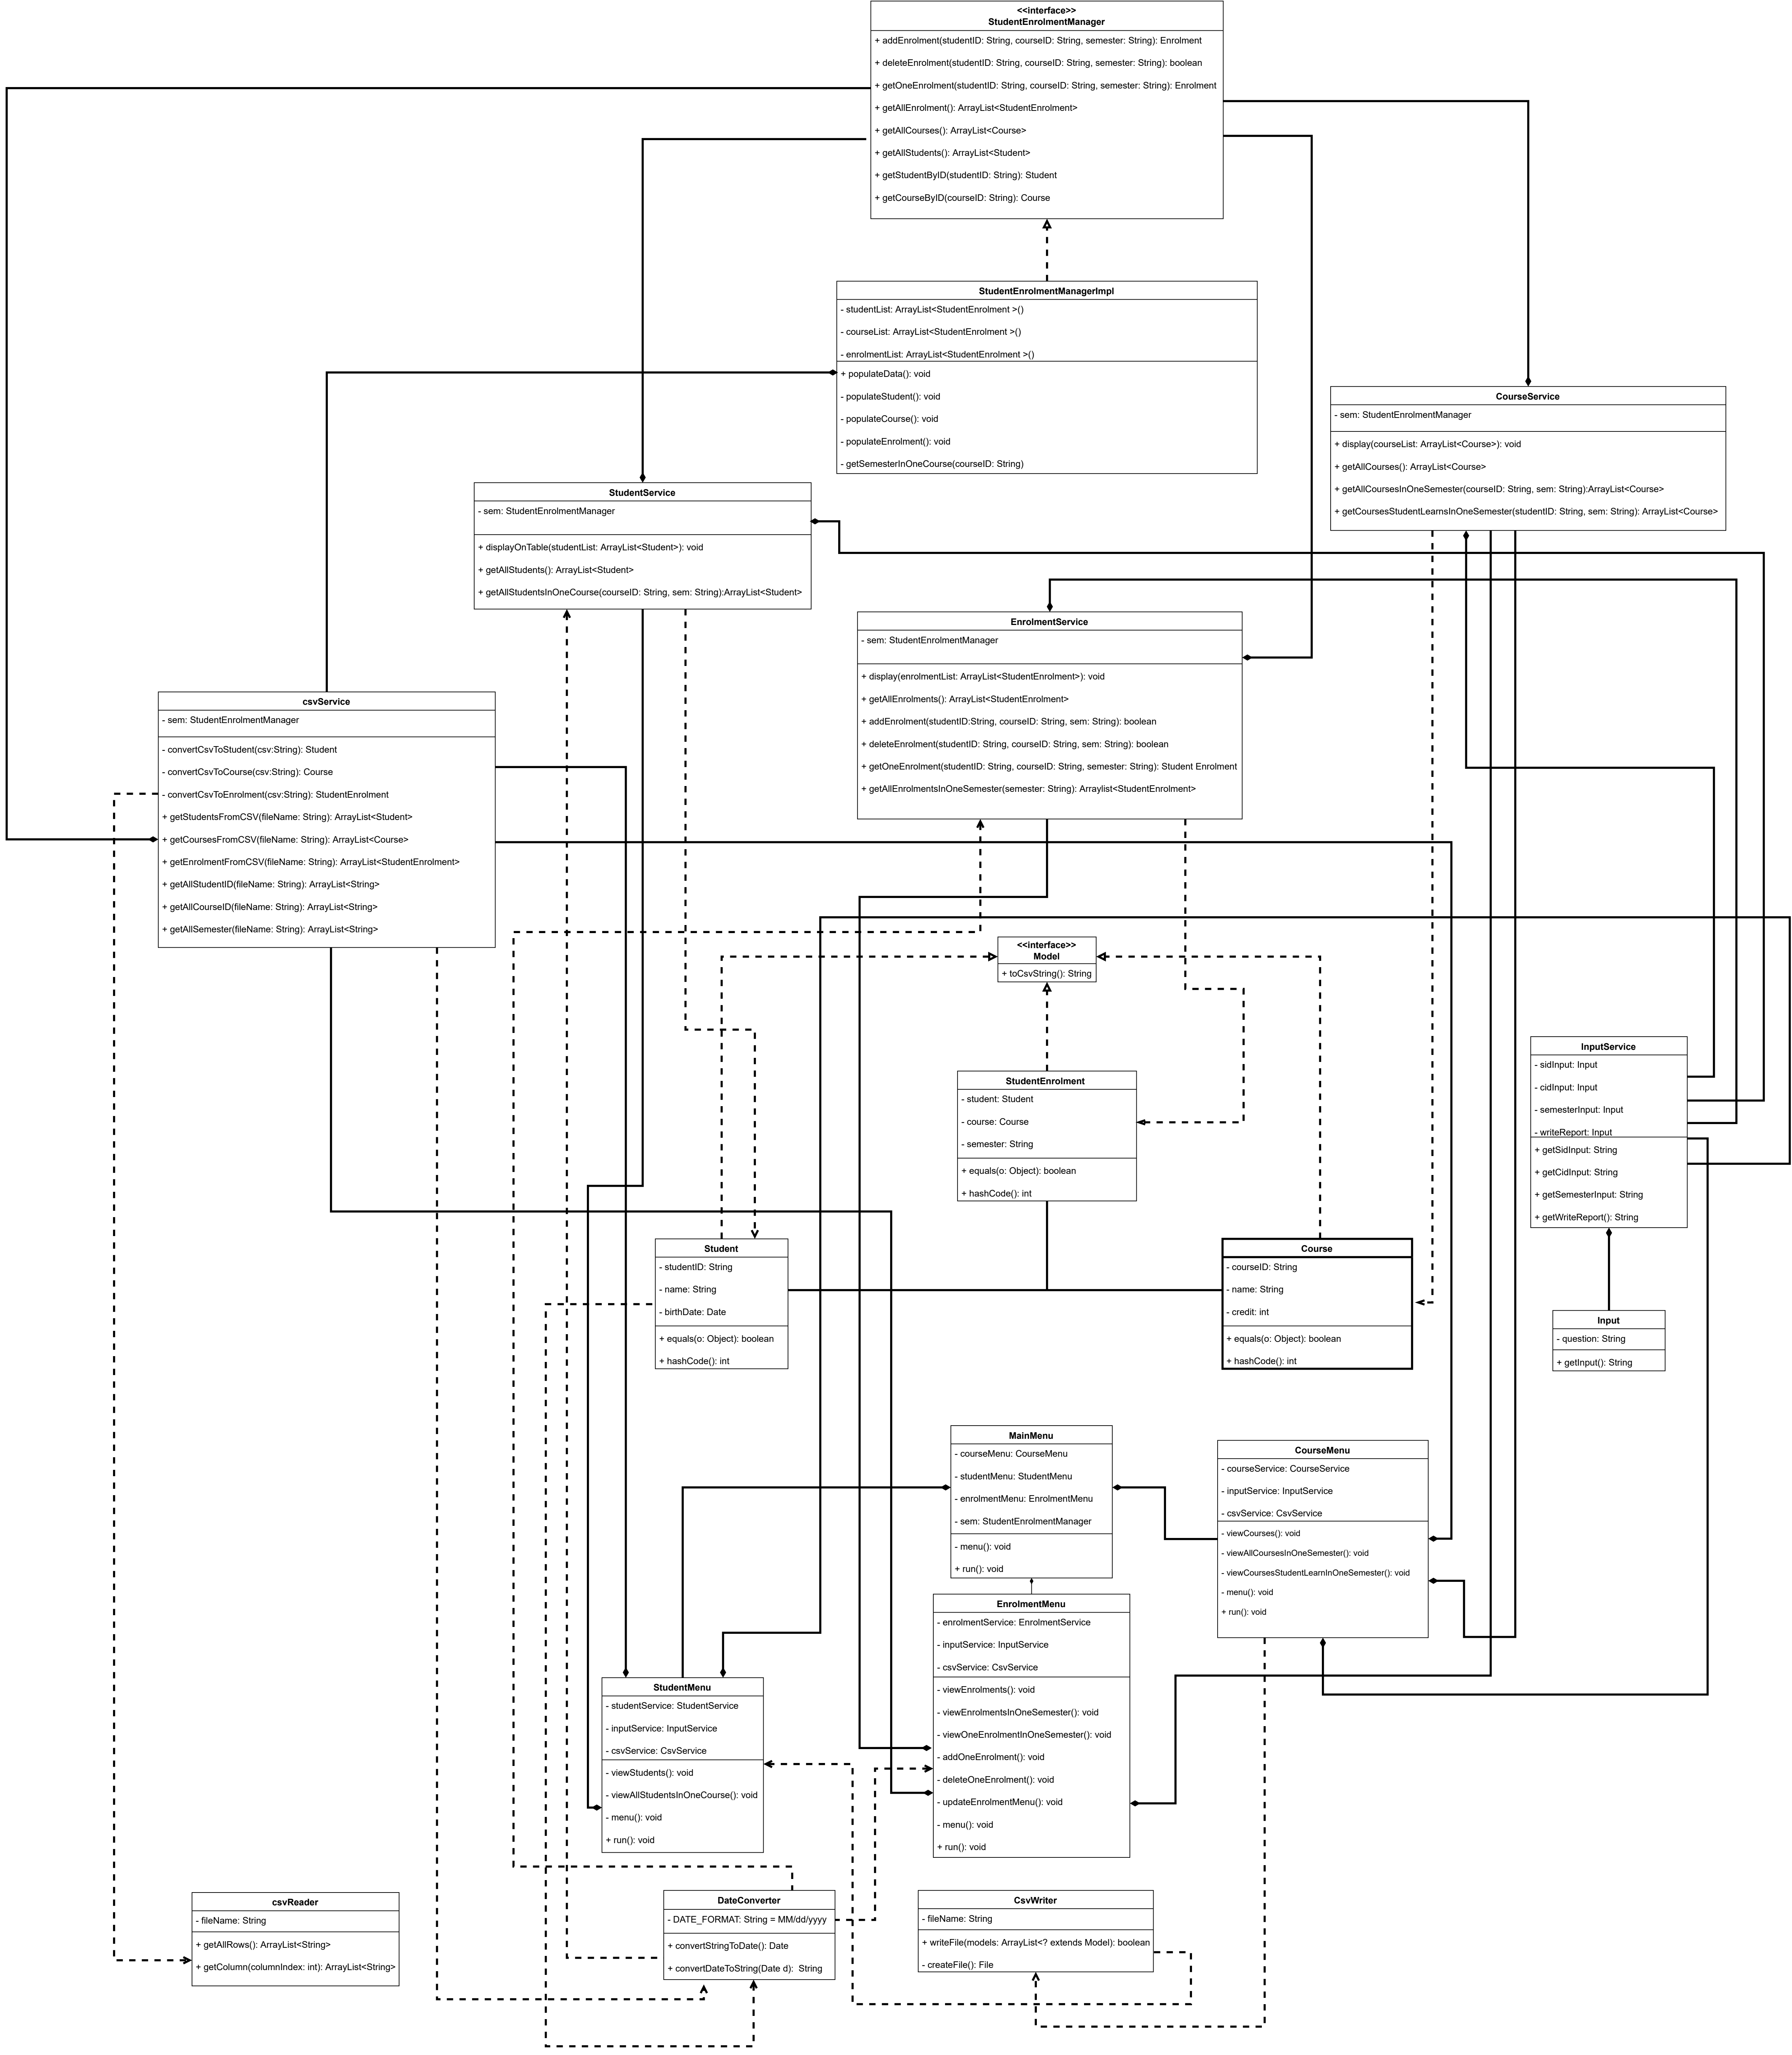 <<interface>>
StudentEnrolmentManager
+ addEnrolment(studentID: String, courseID: String, semester: String): Enrolment
+ deleteEnrolment(studentID: String, courseID: String, semester: String): boolean
+ getOneEnrolment(studentID: String, courseID: String, semester: String): Enrolment
+ getAllEnrolment(): ArrayList<StudentEnrolment>
+ getAllCourses(): ArrayList<Course>
+ getAllStudents(): ArrayList<Student>
+ getStudentByID(studentID: String): Student
+ getCourseByID(courseID: String): Course
StudentEnrolmentManagerImpl
- studentList: ArrayList<StudentEnrolment >()
- courseList: ArrayList<StudentEnrolment >()
- enrolmentList: ArrayList<StudentEnrolment >()
+ populateData(): void
- populateStudent(): void
- populateCourse(): void
- populateEnrolment(): void
- getSemesterInOneCourse(courseID: String)
CourseService
- sem: StudentEnrolmentManager
+ display(courseList: ArrayList<Course>): void
+ getAllCourses(): ArrayList<Course>
+ getAllCoursesInOneSemester(courseID: String, sem: String):ArrayList<Course>
+ getCoursesStudentLearnsInOneSemester(studentID: String, sem: String): ArrayList<Course>
StudentService
- sem: StudentEnrolmentManager
+ displayOnTable(studentList: ArrayList<Student>): void
+ getAllStudents(): ArrayList<Student>
+ getAllStudentsInOneCourse(courseID: String, sem: String):ArrayList<Student>
EnrolmentService
- sem: StudentEnrolmentManager
+ display(enrolmentList: ArrayList<StudentEnrolment>): void
+ getAllEnrolments(): ArrayList<StudentEnrolment>
+ addEnrolment(studentID:String, courseID: String, sem: String): boolean
+ deleteEnrolment(studentID: String, courseID: String, sem: String): boolean
+ getOneEnrolment(studentID: String, courseID: String, semester: String): Student Enrolment
+ getAllEnrolmentsInOneSemester(semester: String): Arraylist<StudentEnrolment>
csvService
- sem: StudentEnrolmentManager
- convertCsvToStudent(csv:String): Student
- convertCsvToCourse(csv:String): Course
- convertCsvToEnrolment(csv:String): StudentEnrolment
+ getStudentsFromCSV(fileName: String): ArrayList<Student>
+ getCoursesFromCSV(fileName: String): ArrayList<Course>
+ getEnrolmentFromCSV(fileName: String): ArrayList<StudentEnrolment>
+ getAllStudentID(fileName: String): ArrayList<String>
+ getAllCourseID(fileName: String): ArrayList<String>
+ getAllSemester(fileName: String): ArrayList<String>
<<interface>>
Model
+ toCsvString(): String
InputService
- sidInput: Input
- cidInput: Input
- semesterInput: Input
- writeReport: Input
+ getSidInput: String
+ getCidInput: String
+ getSemesterInput: String
+ getWriteReport(): String
StudentEnrolment
- student: Student
- course: Course
- semester: String
+ equals(o: Object): boolean
+ hashCode(): int
Student
- studentID: String
- name: String
- birthDate: Date
+ equals(o: Object): boolean
+ hashCode(): int
Course
- courseID: String
- name: String
- credit: int
+ equals(o: Object): boolean
+ hashCode(): int
Input
- question: String
+ getInput(): String
MainMenu
- courseMenu: CourseMenu
- studentMenu: StudentMenu
- enrolmentMenu: EnrolmentMenu
- sem: StudentEnrolmentManager
- menu(): void
+ run(): void
CourseMenu
- courseService: CourseService
- inputService: InputService
- csvService: CsvService
- viewCourses(): void
- viewAllCoursesInOneSemester(): void
- viewCoursesStudentLearnInOneSemester(): void
- menu(): void
+ run(): void
EnrolmentMenu
- enrolmentService: EnrolmentService
- inputService: InputService
- csvService: CsvService
- viewEnrolments(): void
- viewEnrolmentsInOneSemester(): void
- viewOneEnrolmentInOneSemester(): void
- addOneEnrolment(): void
- deleteOneEnrolment(): void
- updateEnrolmentMenu(): void
- menu(): void
+ run(): void
StudentMenu
- studentService: StudentService
- inputService: InputService
- csvService: CsvService
- viewStudents(): void
- viewAllStudentsInOneCourse(): void
- menu(): void
+ run(): void
csvReader
- fileName: String
+ getAllRows(): ArrayList<String>
+ getColumn(columnIndex: int): ArrayList<String>
DateConverter
- DATE_FORMAT: String = MM/dd/yyyy
+ convertStringToDate(): Date
+ convertDateToString(Date d): String
CsvWriter
- fileName: String
+ writeFile(models: ArrayList<? extends Model): boolean
- createFile(): File